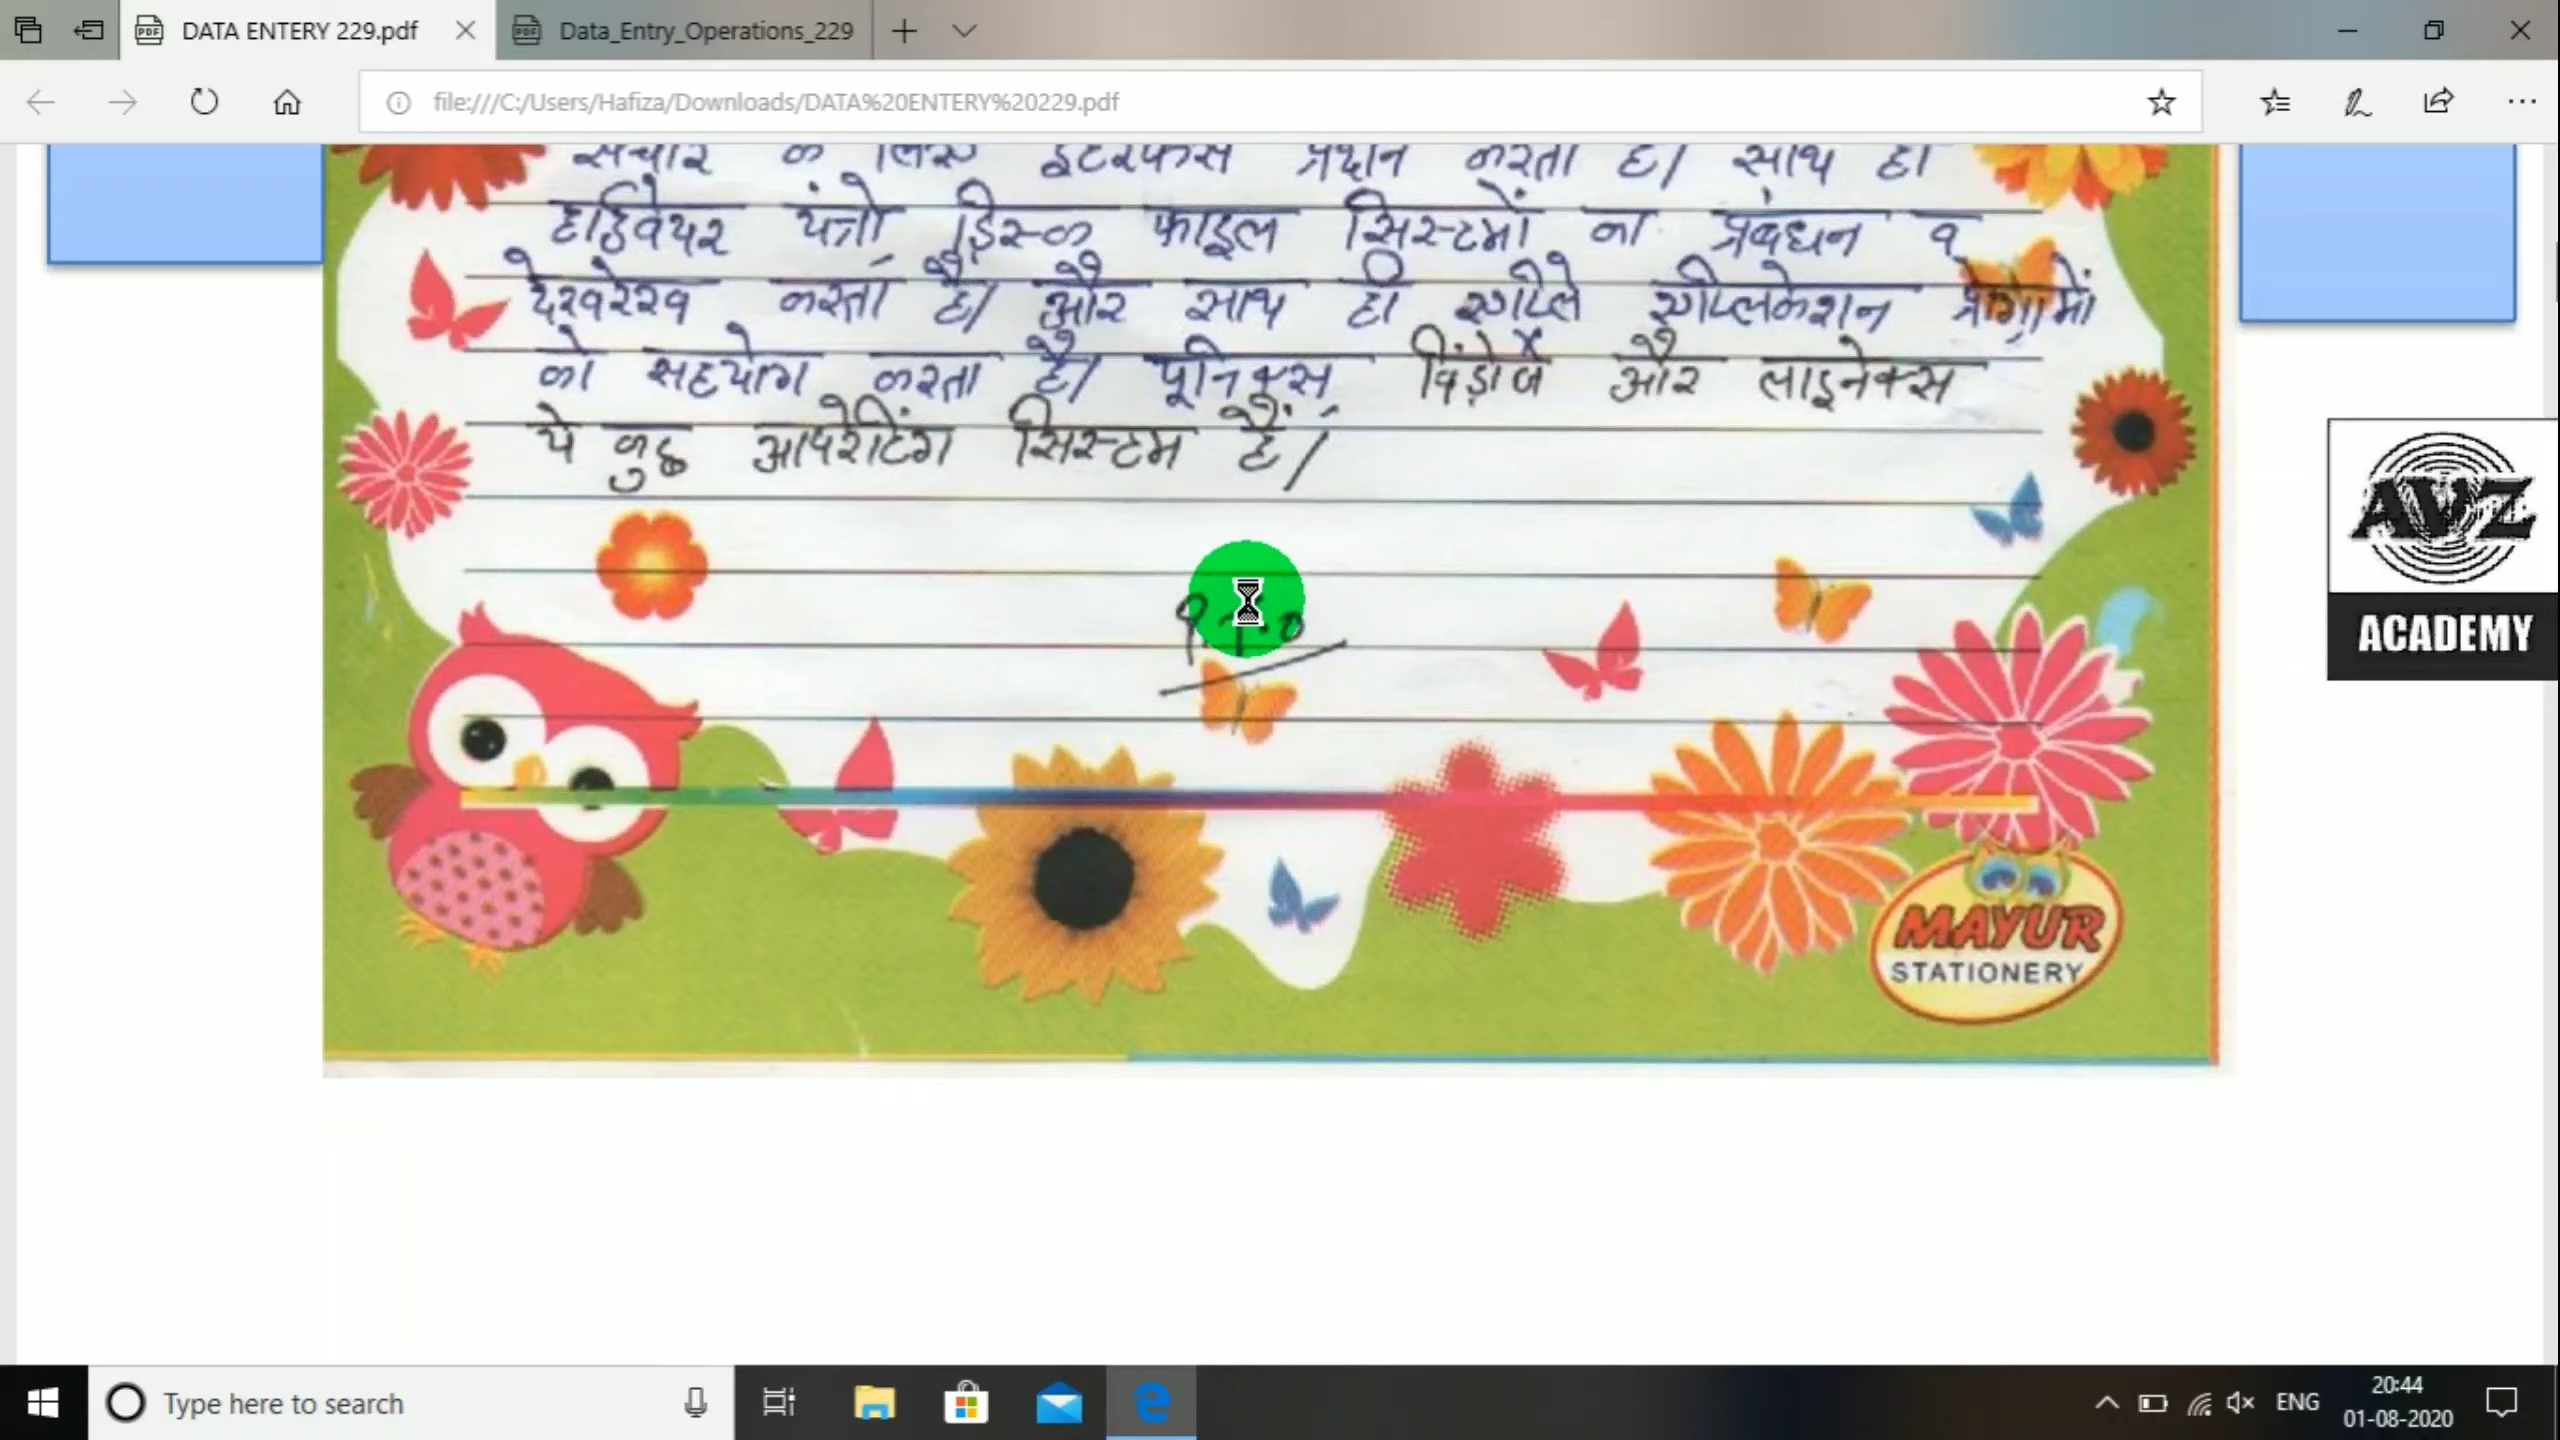 DATA ENTERY 229.pdf
Data_Entry_Operations_229
file:///C:/Users/Hafiza/Downloads/DATA%20ENTERY%20229.pdf
संचार के लिए इंटरफेस प्रदान करता है। साथ ही
हार्डवेयर यंत्रो डिस्क फाइल सिस्टमों का प्रबंधन व
देखरेख करता है। और साथ ही एप्लिकेशन
को सहयोग करता है। यूनिक्स, विंडोज और लाइनेक्स
ये कुछ आपरेटिंग सिस्टम हैं।
AVZ
ACADEMY
MAYUR
STATIONERY
Type here to search
ENG
20:44
01-08-2020